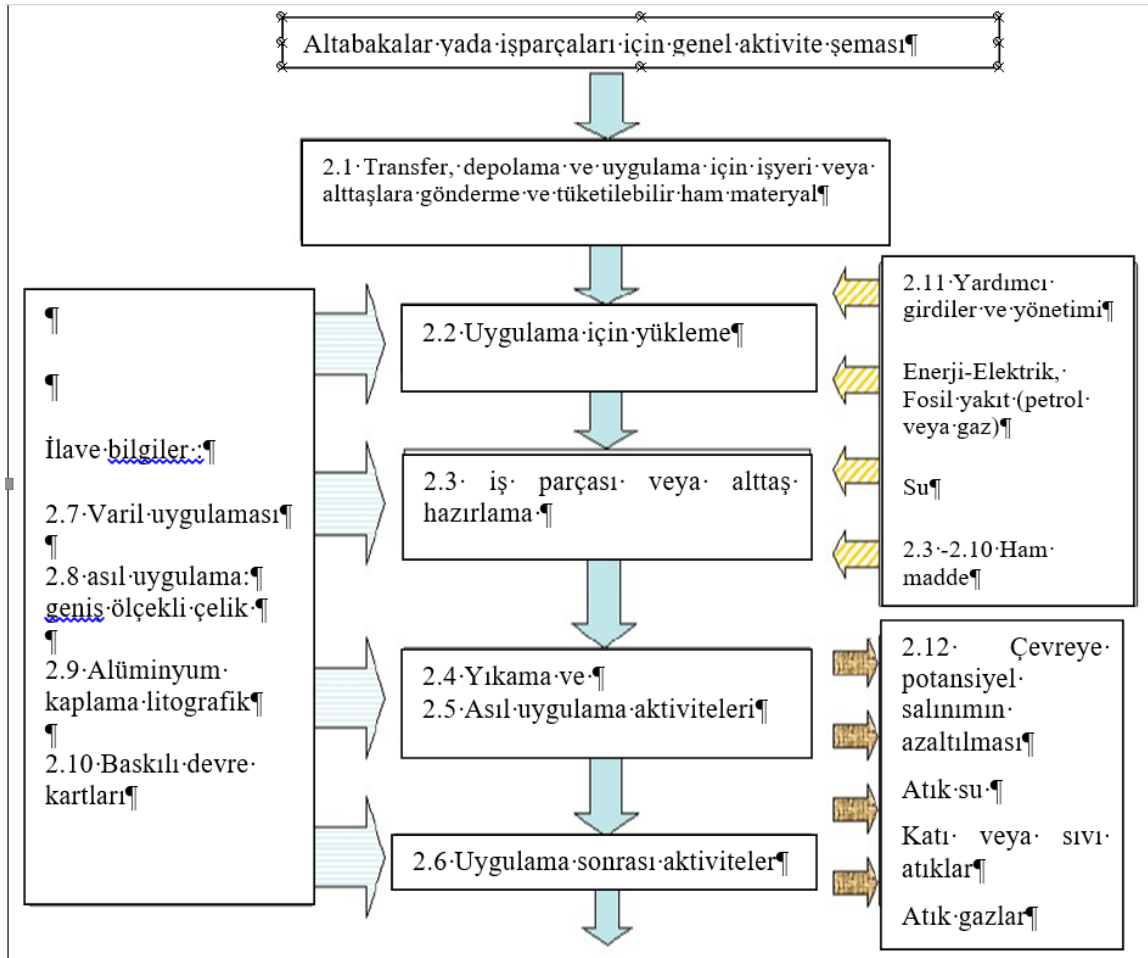 Altabakalar yada işparçaları için genel aktivite şeması¶
2.1 Transfer, depolama ve uygulama için işyeri veya
alttaşlara gönderme ve tüketilebilir ham materyal¶
2.2 Uygulama için yükleme¶
2.3 iş parçası veya alttaş
hazırlama ¶
2.4 Yıkama ve ¶
2.5 Asıl uygulama aktiviteleri¶
2.6 Uygulama sonrası aktiviteler¶
¶
¶
İlave bilgiler :¶
2.7 Varil uygulaması¶
¶
2.8 asıl uygulama:¶
geniş ölçekli çelik ¶
¶
2.9 Alüminyum
kaplama litografik¶
¶
2.10 Baskılı devre
kartları¶
2.11 Yardımcı
girdiler ve yönetimi¶
Enerji-Elektrik,
Fosil yakıt (petrol
veya gaz)¶
Su¶
2.3 -2.10 Ham
madde¶
2.12 Çevreye
potansiyel
salınımın
azaltılması¶
Atık su ¶
Katı veya sıvı
atıklar¶
Atık gazlar¶